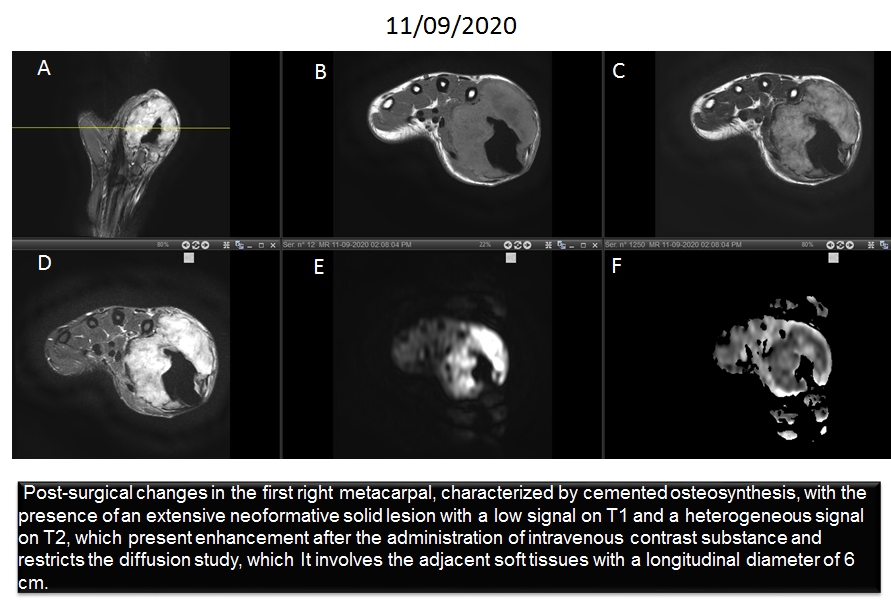 11/09/2020
A
B
C
80%
Ser. n° 12 MR 11-09-2020 02:08:04 PM
22%
Ser. n° 1250 MR 11-09-2020 02:08:04 PM
80%
D
E
F
Post-surgical changes in the first right metacarpal, characterized by cemented osteosynthesis, with the
presence of an extensive neoformative solid lesion with a low signal on T1 and a heterogeneous signal
on T2, which present enhancement after the administration of intravenous contrast substance and
restricts the diffusion study, which It involves the adjacent soft tissues with a longitudinal diameter of 6
cm.